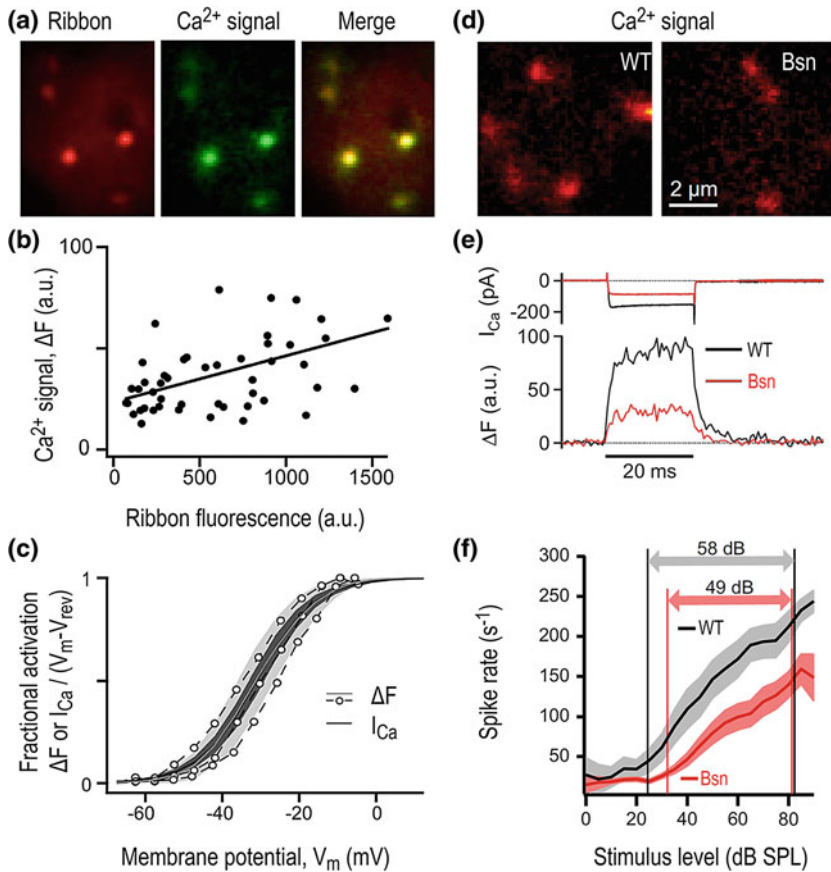 (a) Ribbon Ca²⁺ signal Merge
(b)
Ca²⁺ signal, ΔF (a.u.)
100
50
0
0 500 1000 1500
Ribbon fluorescence (a.u.)
(c)
Fractional activation
ΔF or I_Ca / (V_m-V_rev)
1
0
ΔF
I_Ca
-60 -40 -20 0
Membrane potential, V_m (mV)
(d) Ca²⁺ signal
WT Bsn
2 µm
(e)
I_Ca (pA)
0
-200
ΔF (a.u.)
100
50
0
WT
Bsn
20 ms
(f)
58 dB
49 dB
Spike rate (s⁻¹)
300
250
200
150
100
50
WT
Bsn
0 20 40 60 80
Stimulus level (dB SPL)